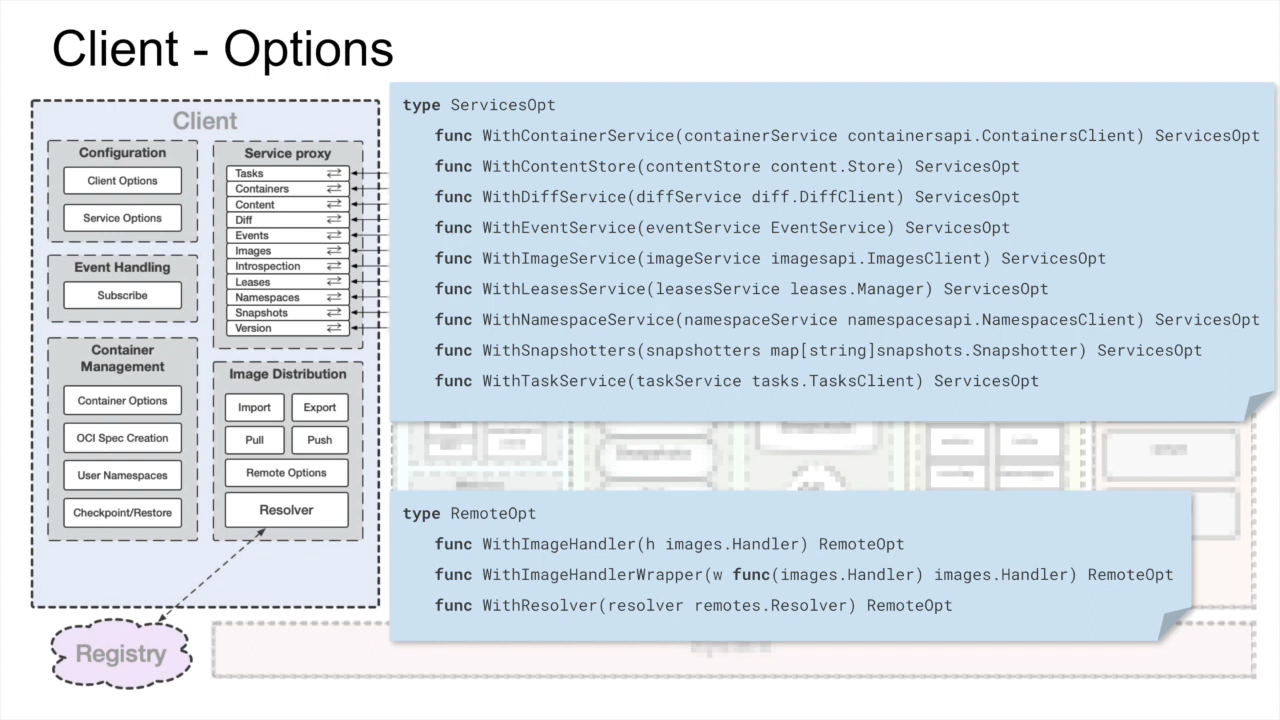 Client - Options
Client
Configuration
Client Options
Service Options
Event Handling
Subscribe
Container
Management
Container Options
OCI Spec Creation
User Namespaces
Checkpoint/Restore
Service proxy
Tasks
Containers
Content
Diff
Events
Images
Introspection
Leases
Namespaces
Snapshots
Version
Image Distribution
Import
Export
Pull
Push
Remote Options
Resolver
Registry
type ServicesOpt
func WithContainerService(containerService containersapi.ContainersClient) ServicesOpt
func WithContentStore(contentStore content.Store) ServicesOpt
func WithDiffService(diffService diff.DiffClient) ServicesOpt
func WithEventService(eventService EventService) ServicesOpt
func WithImageService(imageService imagesapi.ImagesClient) ServicesOpt
func WithLeasesService(leasesService leases.Manager) ServicesOpt
func WithNamespaceService(namespaceService namespacesapi.NamespacesClient) ServicesOpt
func WithSnapshotters(snapshotters map[string]snapshots.Snapshotter) ServicesOpt
func WithTaskService(taskService tasks.TasksClient) ServicesOpt
type RemoteOpt
func WithImageHandler(h images.Handler) RemoteOpt
func WithImageHandlerWrapper(w func(images.Handler) images.Handler) RemoteOpt
func WithResolver(resolver remotes.Resolver) RemoteOpt